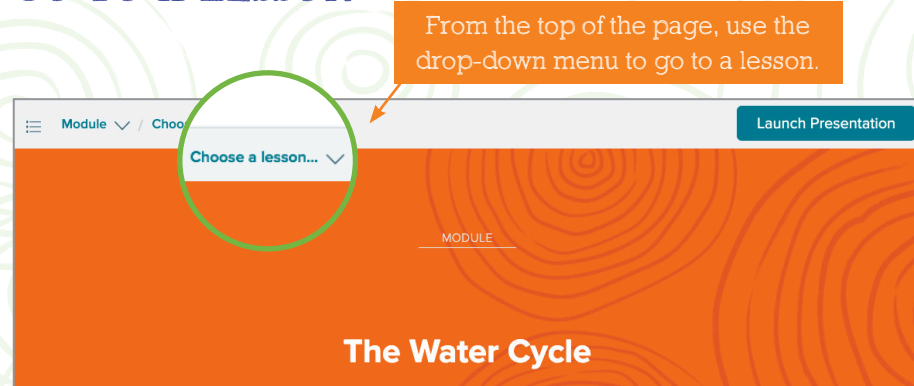 From the top of the page, use the
drop-down menu to go to a lesson.
Module / Choo
Launch Presentation
Choose a lesson...
MODULE
The Water Cycle